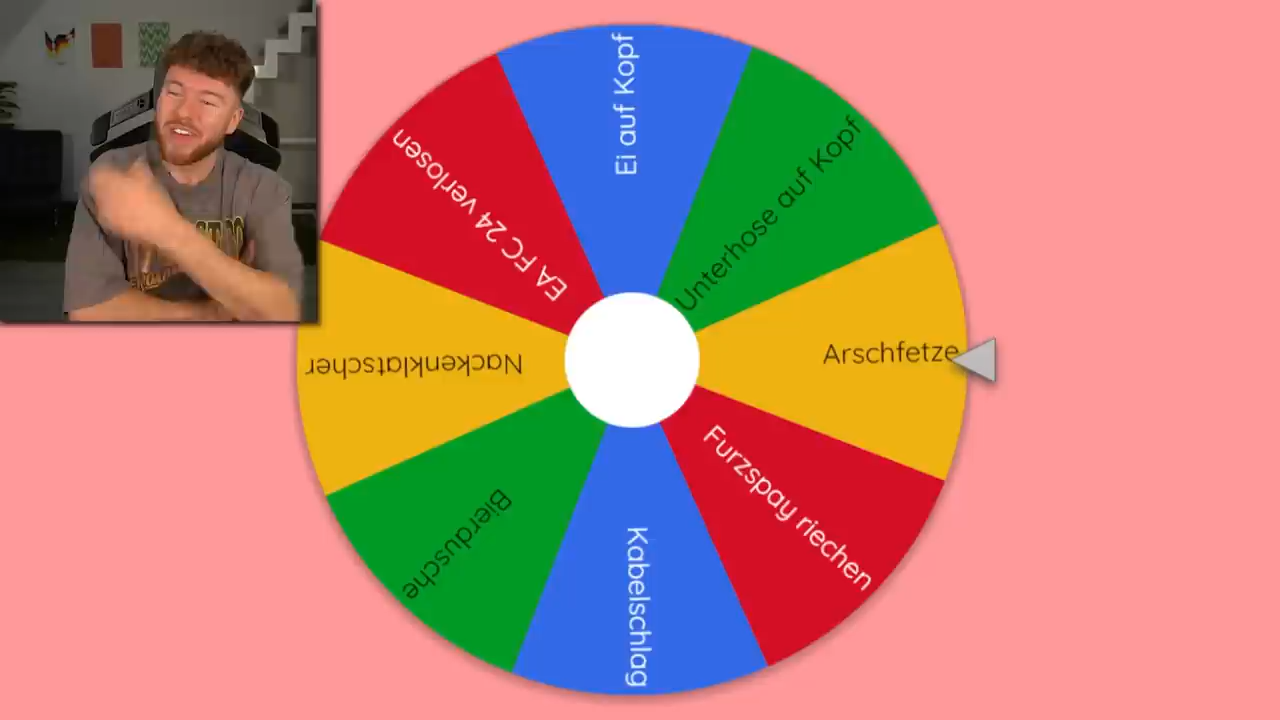 Ei auf Kopf
Unterhose auf Kopf
Arschfetze
Furzspay riechen
Kabelschlag
Bierdusche
Nackenklatscher
EA FC 24 verlosen